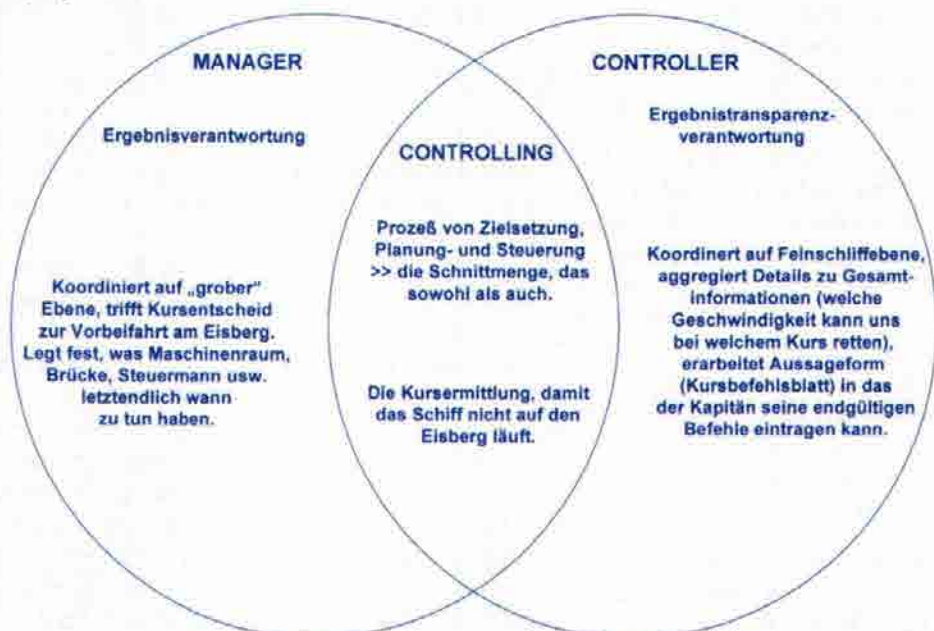 MANAGER
Ergebnisverantwortung
Koordiniert auf „grober"
Ebene, trifft Kursentscheid
zur Vorbeifahrt am Eisberg.
Legt fest, was Maschinenraum,
Brücke, Steuermann usw.
letztendlich wann
zu tun haben.
CONTROLLING
Prozeß von Zielsetzung,
Planung- und Steuerung
>> die Schnittmenge, das
sowohl als auch.
Die Kursermittlung, damit
das Schiff nicht auf den
Eisberg läuft.
CONTROLLER
Ergebnistransparenz-
verantwortung
Koordinert auf Feinschliffebene,
aggregiert Details zu Gesamt-
informationen (welche
Geschwindigkeit kann uns
bei welchem Kurs retten),
erarbeitet Aussageform
(Kursbefehlsblatt) in das
der Kapitän seine endgültigen
Befehle eintragen kann.